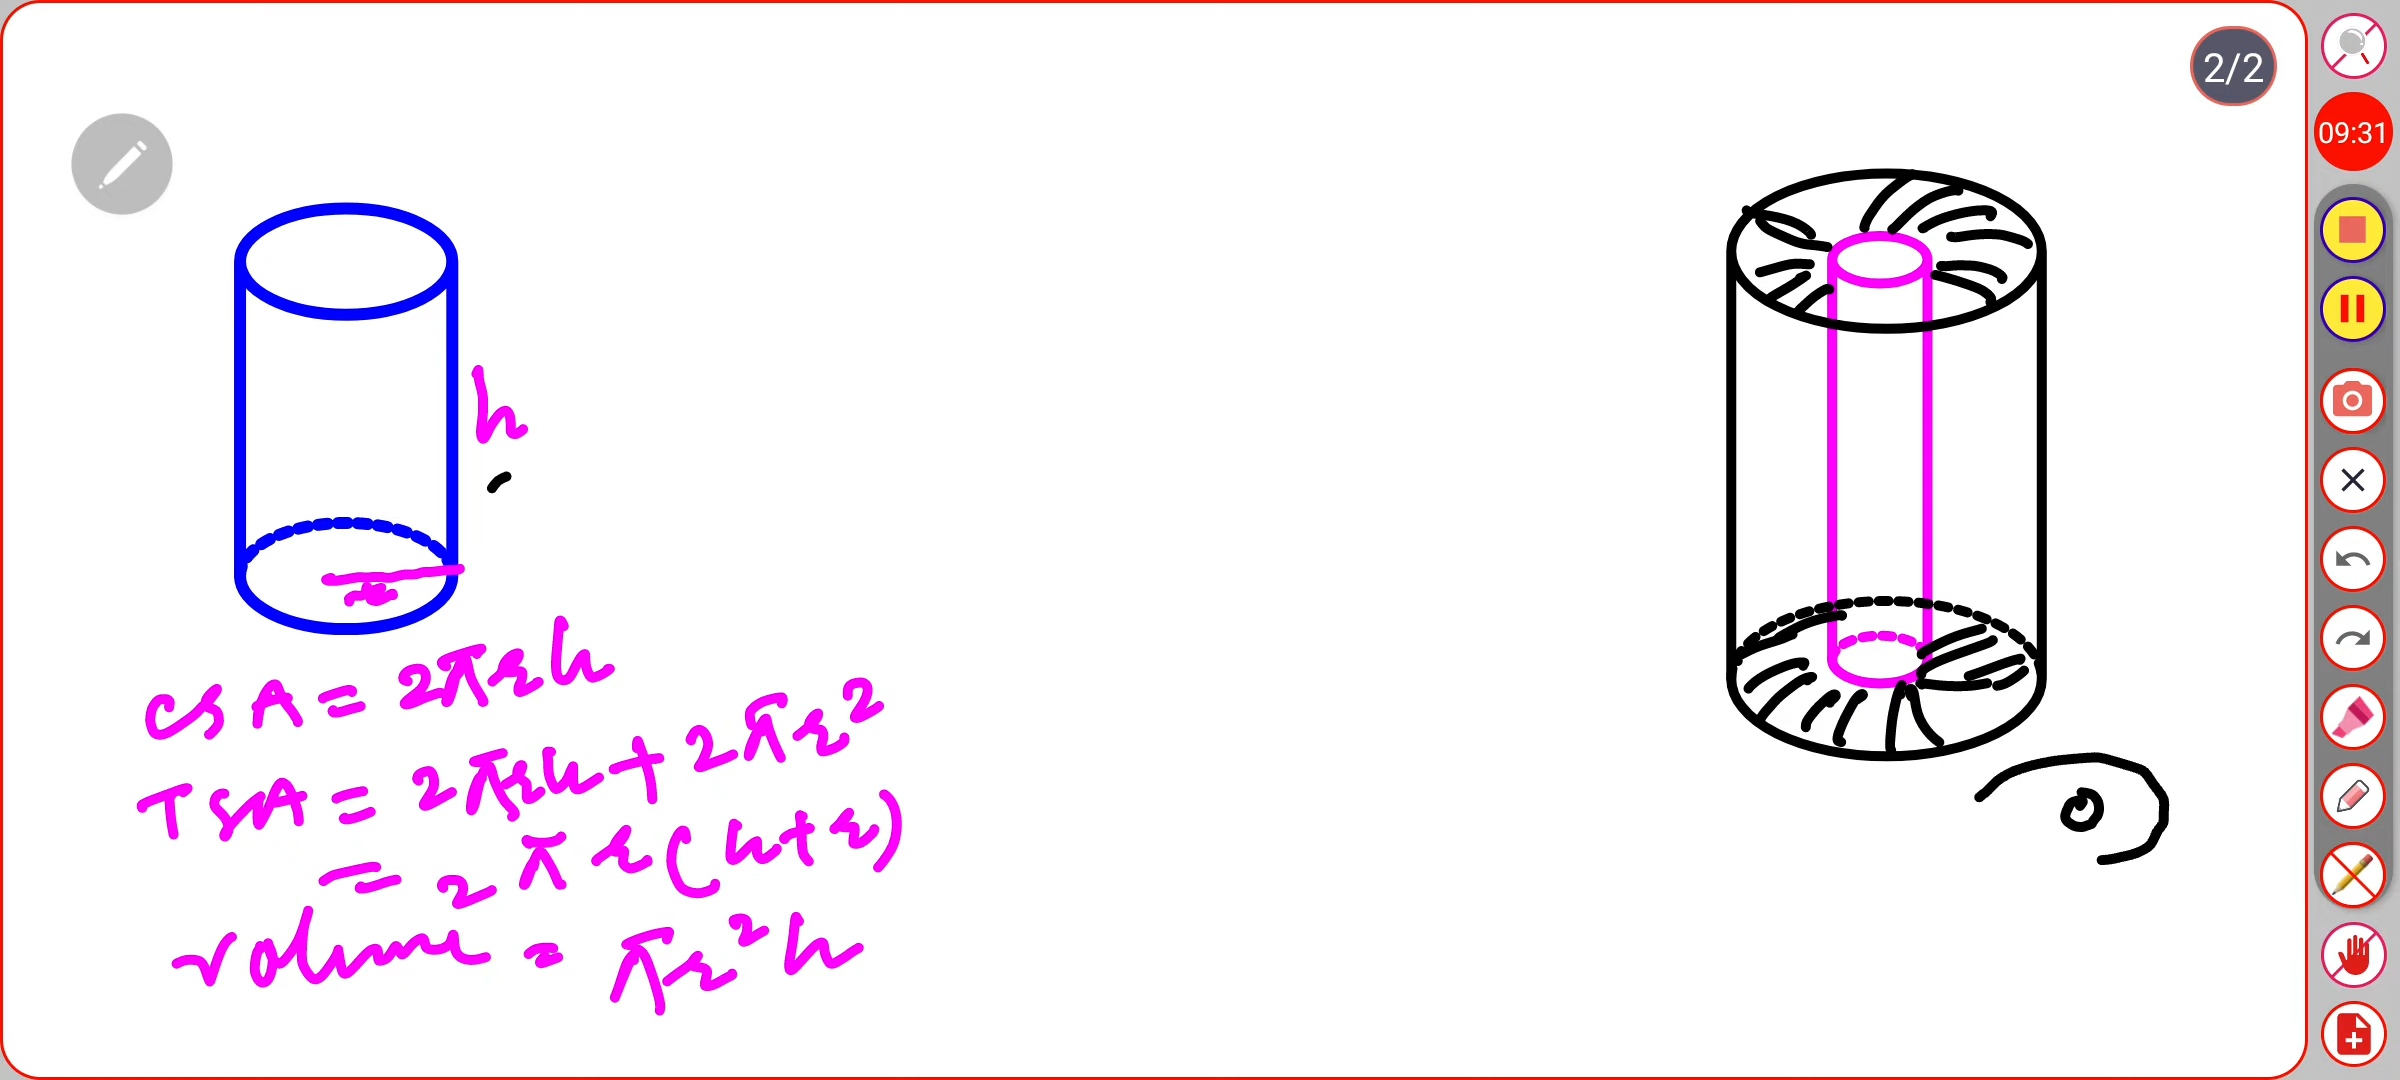 2/2
09:31
h
r
CSA = 2πrh
TSA = 2πrh + 2πr²
= 2πr(h+r)
volume = πr²h